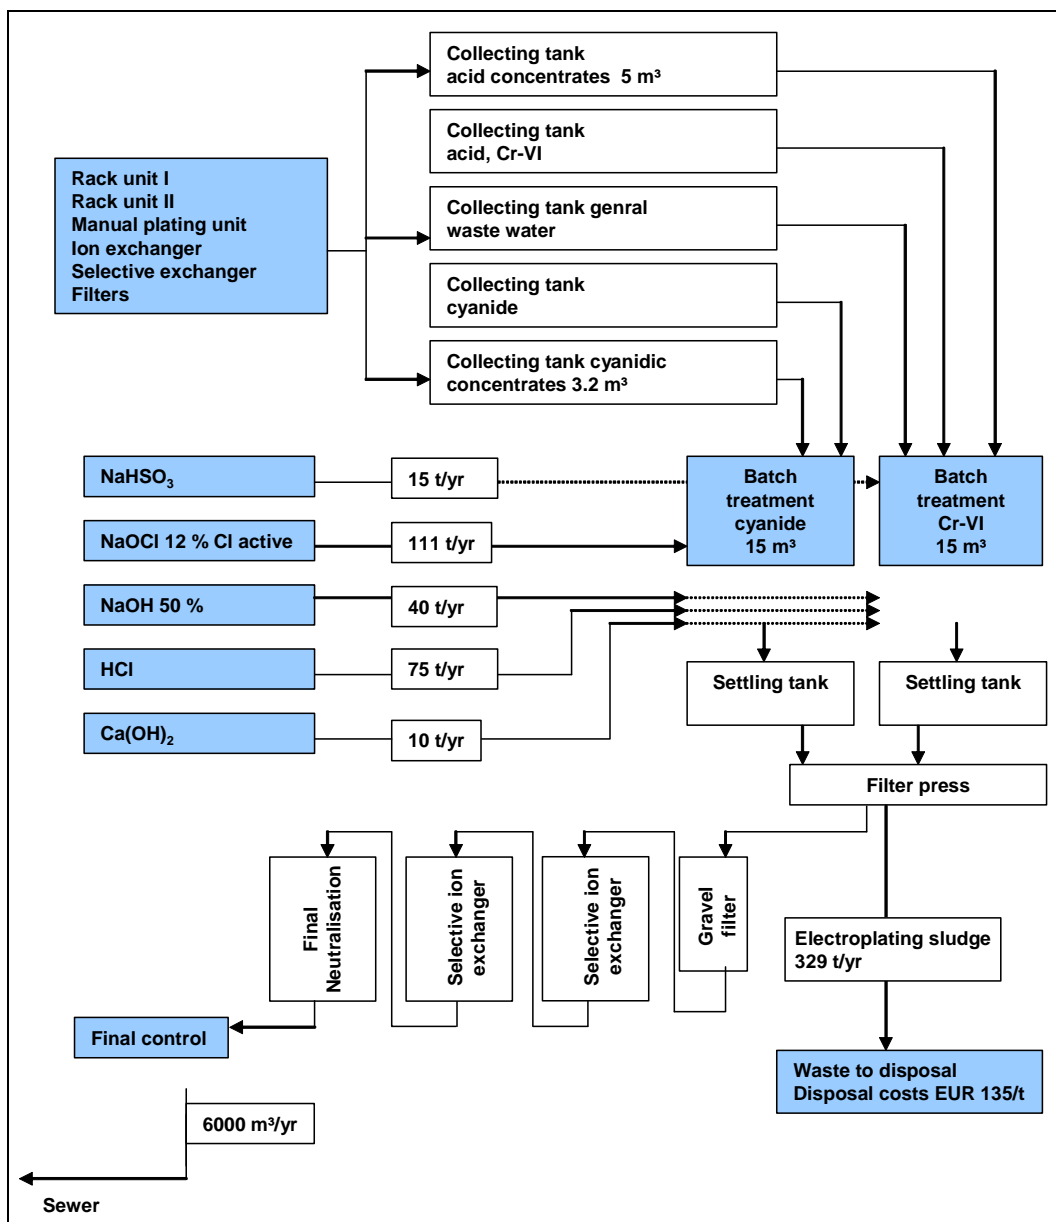 Collecting tank
acid concentrates 5 m³
Collecting tank
acid, Cr-VI
Rack unit I
Rack unit II
Manual plating unit
Ion exchanger
Selective exchanger
Filters
Collecting tank genral
waste water
Collecting tank
cyanide
Collecting tank cyanidic
concentrates 3.2 m³
NaHSO₃
15 t/yr
Batch
treatment
cyanide
15 m³
Batch
treatment
Cr-VI
15 m³
NaOCl 12 % Cl active
111 t/yr
NaOH 50 %
40 t/yr
HCl
75 t/yr
Settling tank
Settling tank
Ca(OH)₂
10 t/yr
Filter press
Final
Neutralisation
Selective ion
exchanger
Selective ion
exchanger
Gravel
filter
Electroplating sludge
329 t/yr
Final control
Waste to disposal
Disposal costs EUR 135/t
6000 m³/yr
Sewer